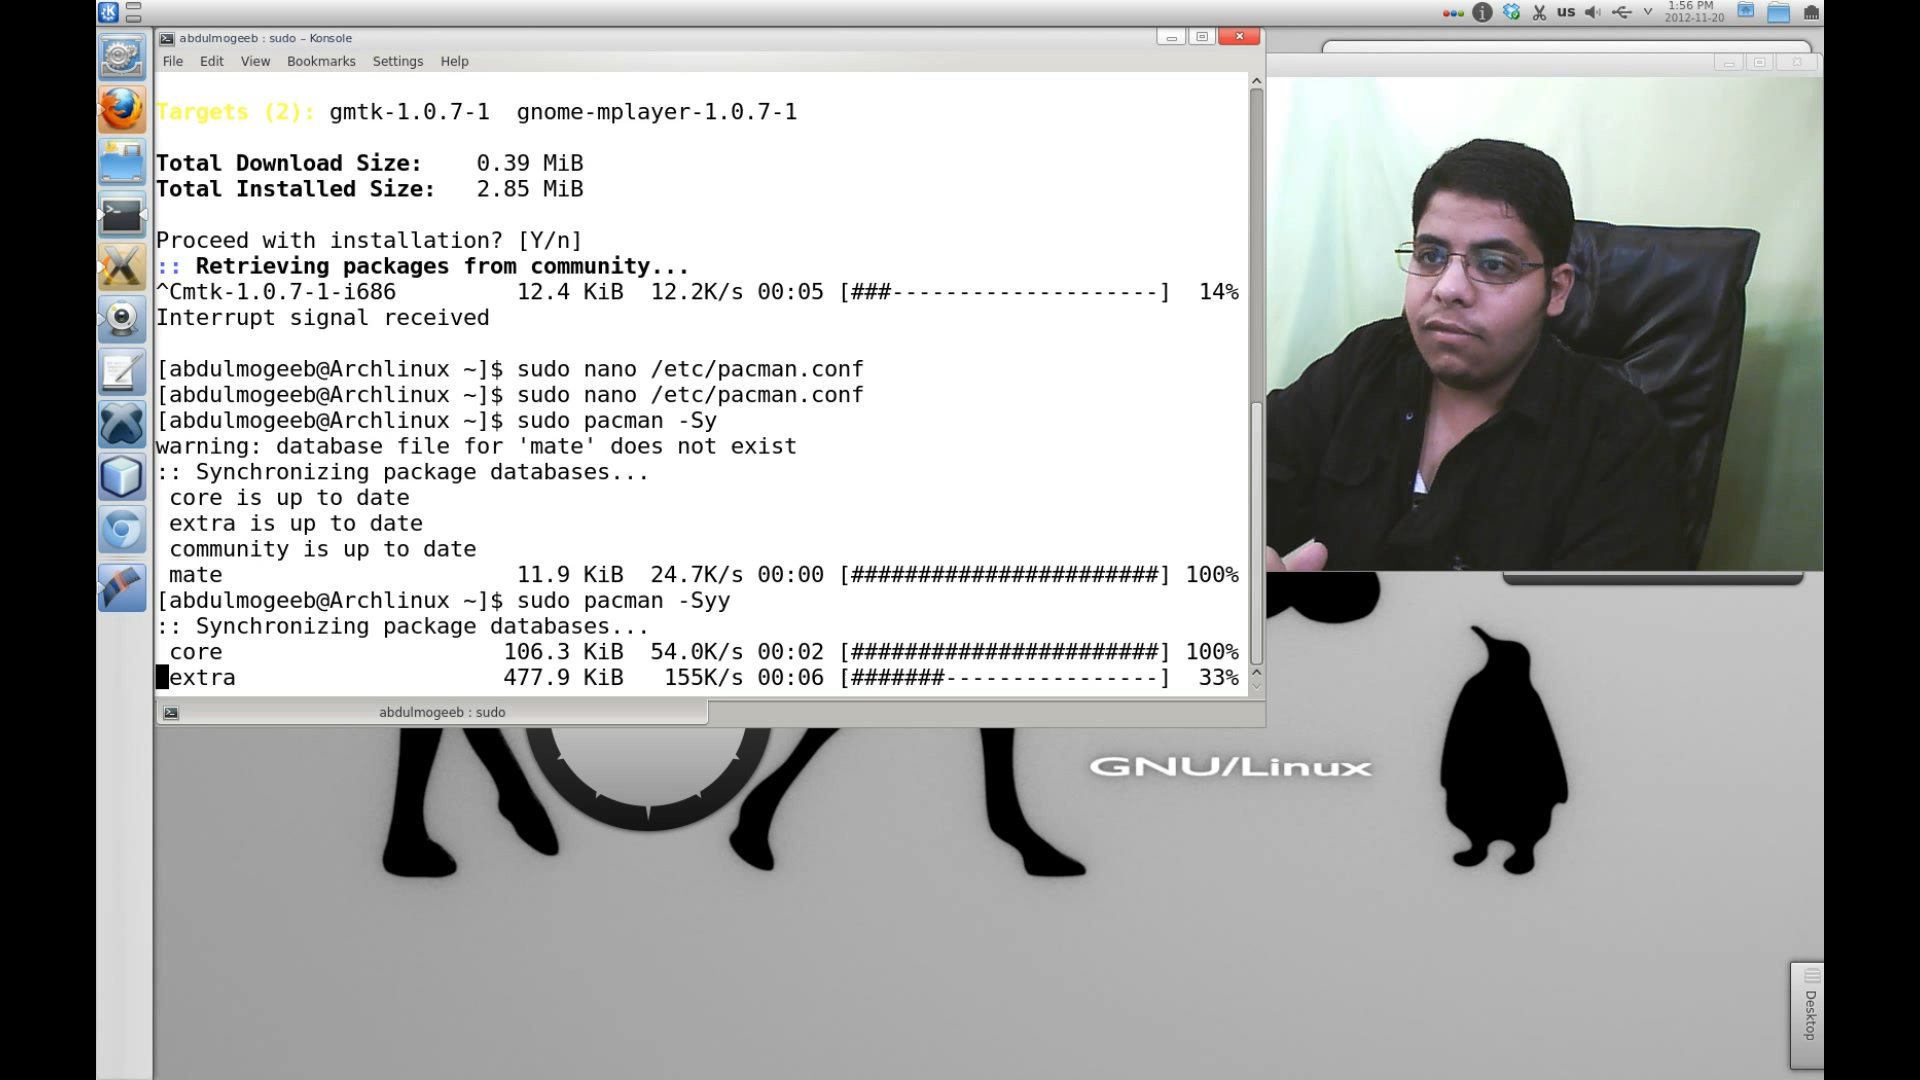 us
1:56 PM
2012-11-20
abdulmogeeb : sudo – Konsole
File Edit View Bookmarks Settings Help
Targets (2): gmtk-1.0.7-1  gnome-mplayer-1.0.7-1
Total Download Size:    0.39 MiB
Total Installed Size:   2.85 MiB
Proceed with installation? [Y/n]
:: Retrieving packages from community...
^Cmtk-1.0.7-1-i686         12.4 KiB  12.2K/s 00:05 [###--------------------]  14%
Interrupt signal received
[abdulmogeeb@Archlinux ~]$ sudo nano /etc/pacman.conf
[abdulmogeeb@Archlinux ~]$ sudo nano /etc/pacman.conf
[abdulmogeeb@Archlinux ~]$ sudo pacman -Sy
warning: database file for 'mate' does not exist
:: Synchronizing package databases...
core is up to date
extra is up to date
community is up to date
mate                      11.9 KiB  24.7K/s 00:00 [#######################] 100%
[abdulmogeeb@Archlinux ~]$ sudo pacman -Syy
:: Synchronizing package databases...
core                     106.3 KiB  54.0K/s 00:02 [#######################] 100%
extra                    477.9 KiB   155K/s 00:06 [#######----------------]  33%
abdulmogeeb : sudo
GNU/Linux
Desktop